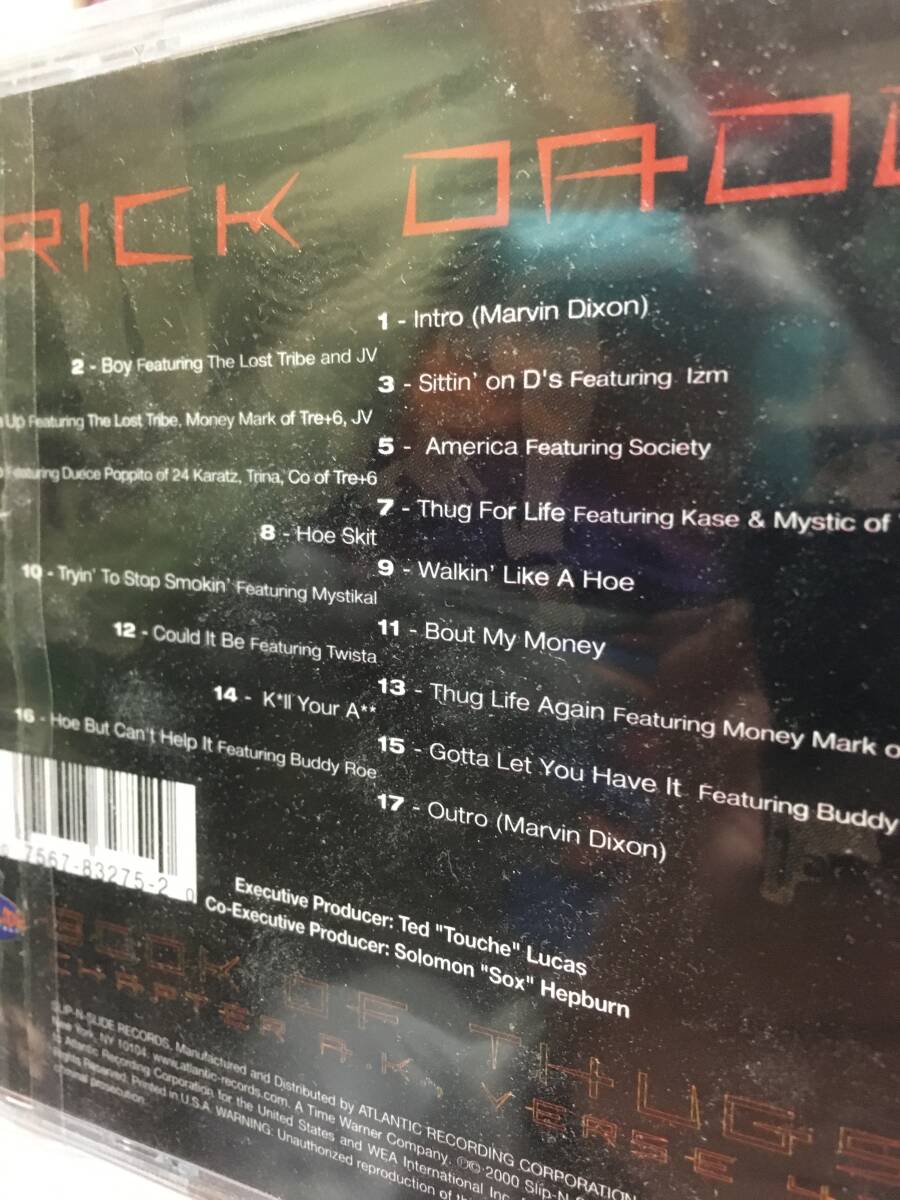 RICK DADD
1 - Intro (Marvin Dixon)
2 - Boy Featuring The Lost Tribe and JV
3 - Sittin' on D's Featuring Izm
Up Featuring The Lost Tribe, Money Mark of Tre+6, JV
5 - America Featuring Society
Featuring Duece Poppito of 24 Karatz, Trina, Co of Tre+6
7 - Thug For Life Featuring Kase & Mystic of
8 - Hoe Skit
9 - Walkin' Like A Hoe
10 - Tryin' To Stop Smokin' Featuring Mystikal
11 - Bout My Money
12 - Could It Be Featuring Twista
13 - Thug Life Again Featuring Money Mark o
14 - K*ll Your A**
15 - Gotta Let You Have It Featuring Buddy
16 - Hoe But Can't Help It Featuring Buddy Roe
17 - Outro (Marvin Dixon)
7567-83275-2
Executive Producer: Ted "Touche" Lucas
Co-Executive Producer: Solomon "Sox" Hepburn
BOOK OF THUGS
CHAPTER A.K., VERSE 4
SLIP-N-SLIDE RECORDS, Manufactured and Distributed by ATLANTIC RECORDING CORPORATION
New York, NY 10104. www.atlantic-records.com. A Time Warner Company. ℗© 2000 Slip-N-S
Atlantic Recording Corporation for the United States and WEA International Inc.
Rights Reserved. Printed in U.S.A. WARNING: Unauthorized reproduction of
criminal prosecution.